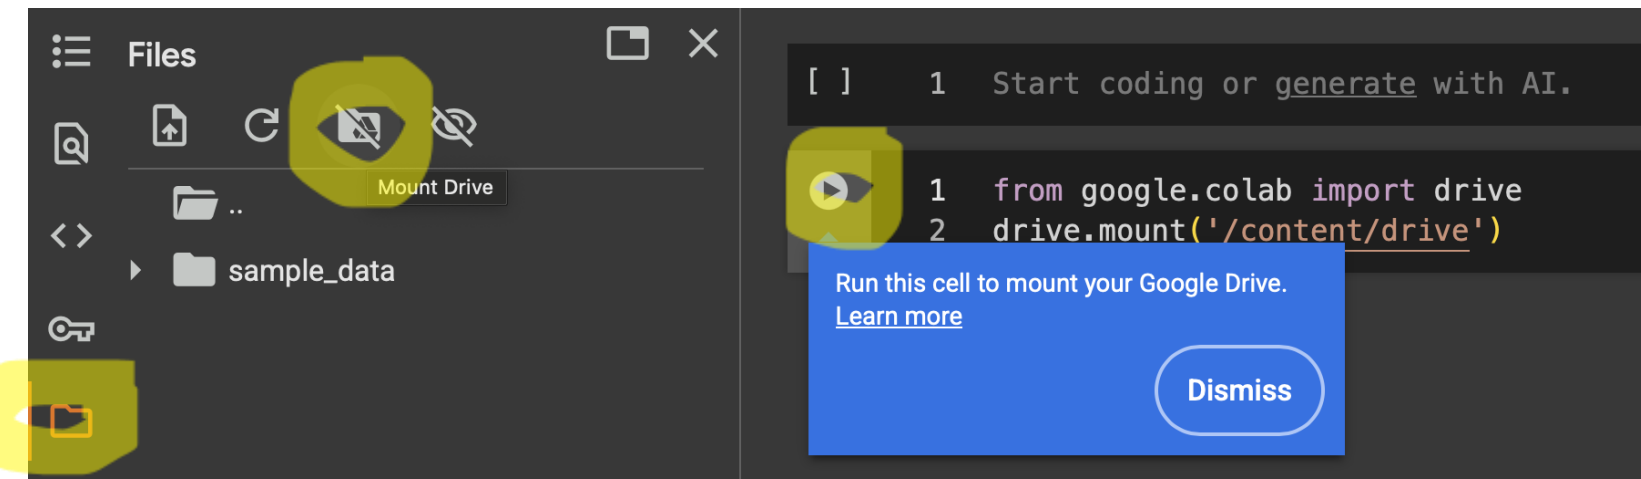 Files
Mount Drive
..
sample_data
[ ] 1 Start coding or generate with AI.
1 from google.colab import drive
2 drive.mount('/content/drive')
Run this cell to mount your Google Drive.
Learn more
Dismiss